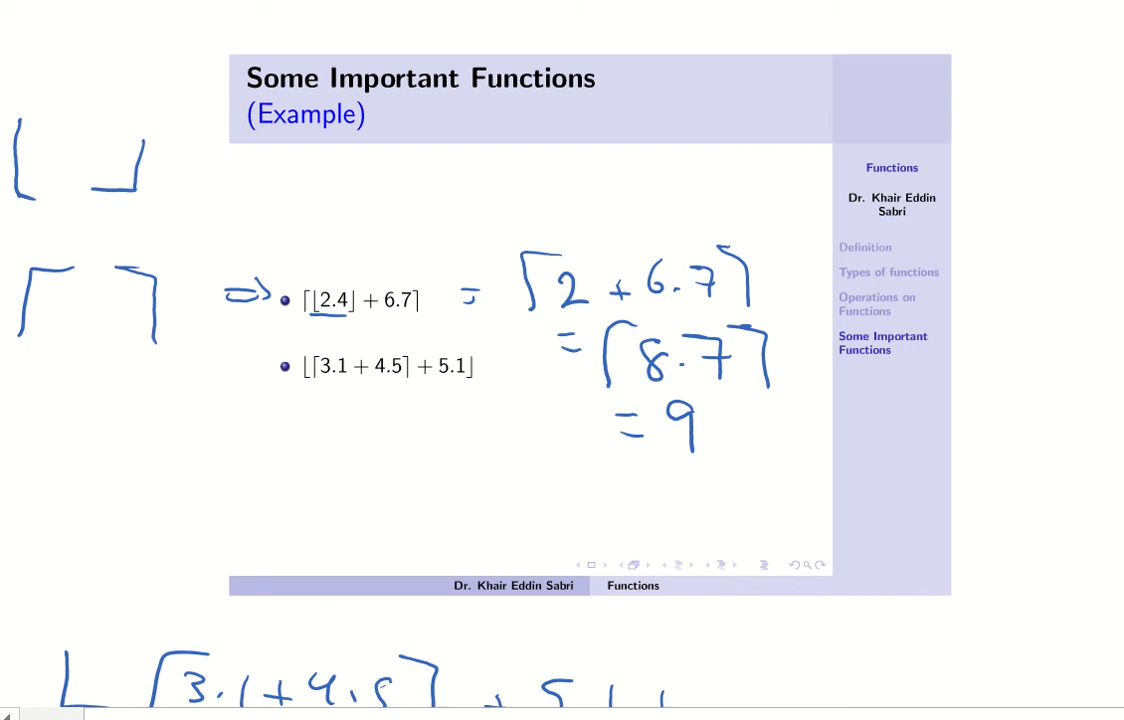 Some Important Functions
(Example)
⌊ ⌋
⌈ ⌉
⇒ • ⌈⌊2.4⌋ + 6.7⌉ = ⌈2 + 6.7⌉
= ⌈8.7⌉
= 9
• ⌊⌈3.1 + 4.5⌉ + 5.1⌋
Functions
Dr. Khair Eddin
Sabri
Definition
Types of functions
Operations on
Functions
Some Important
Functions
Dr. Khair Eddin Sabri Functions
⌊ ⌈3.1+4.5⌉ + 5.1⌋